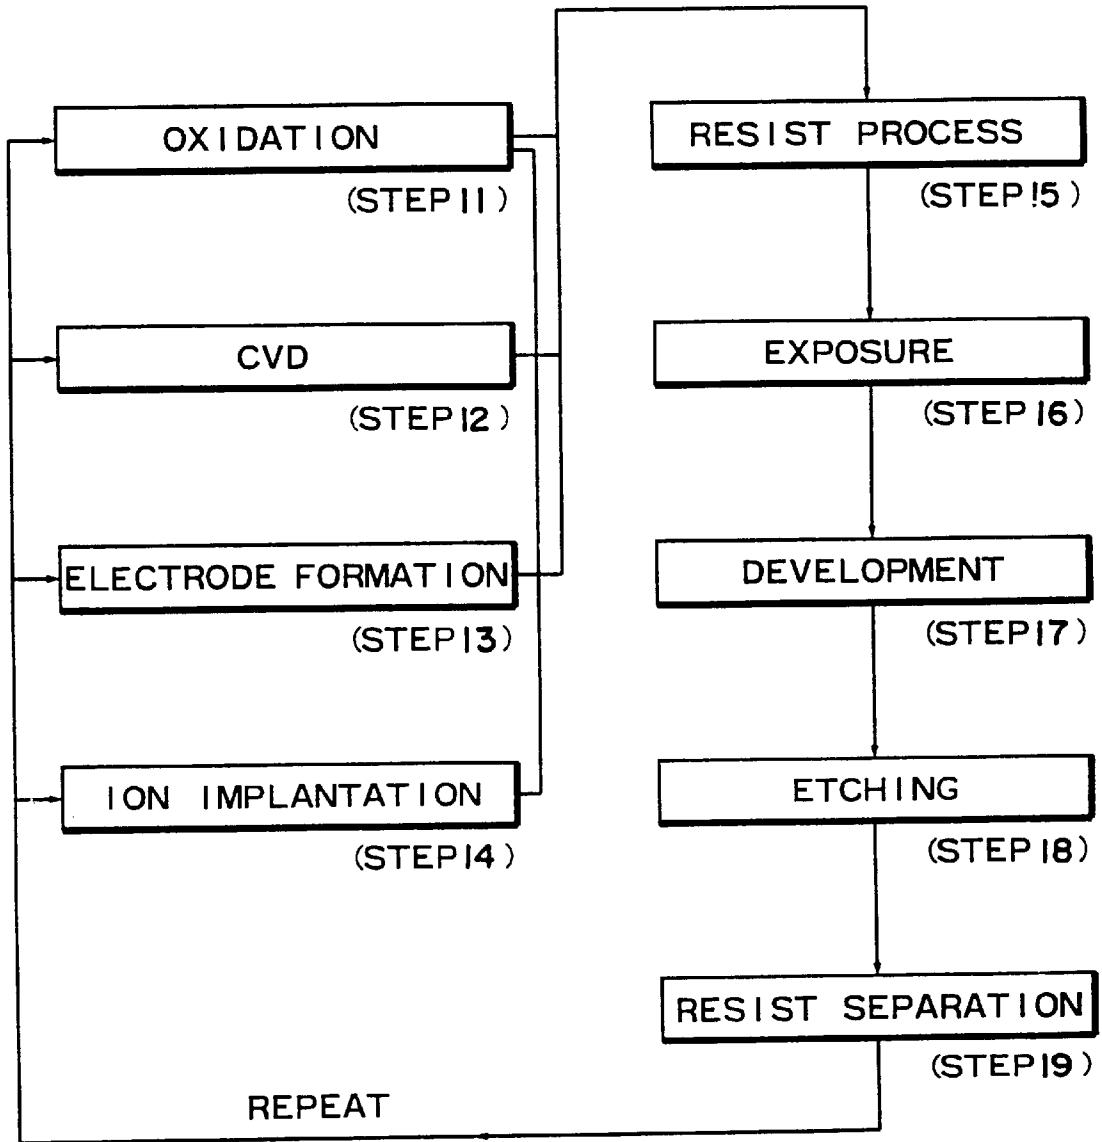 OXIDATION
(STEP 11)
CVD
(STEP 12)
ELECTRODE FORMATION
(STEP 13)
ION IMPLANTATION
(STEP 14)
RESIST PROCESS
(STEP 15)
EXPOSURE
(STEP 16)
DEVELOPMENT
(STEP 17)
ETCHING
(STEP 18)
RESIST SEPARATION
(STEP 19)
REPEAT